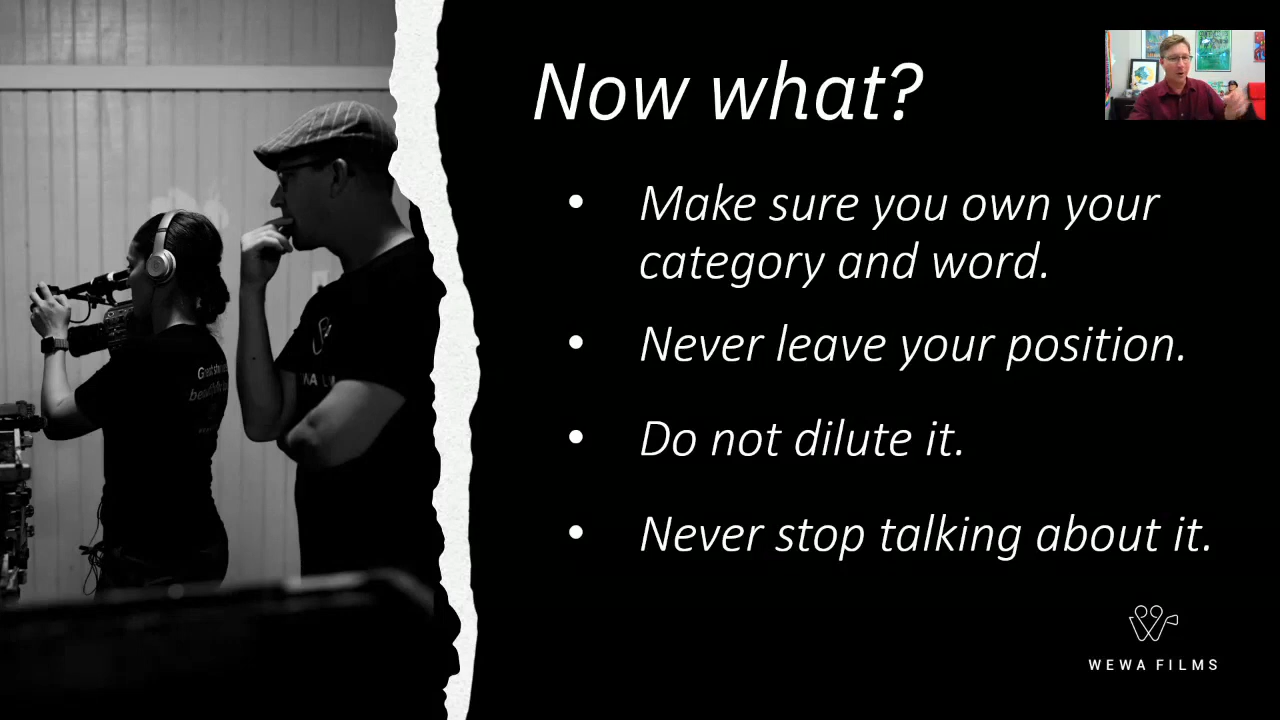 Now what?
• Make sure you own your
category and word.
• Never leave your position.
• Do not dilute it.
• Never stop talking about it.
WEWA FILMS